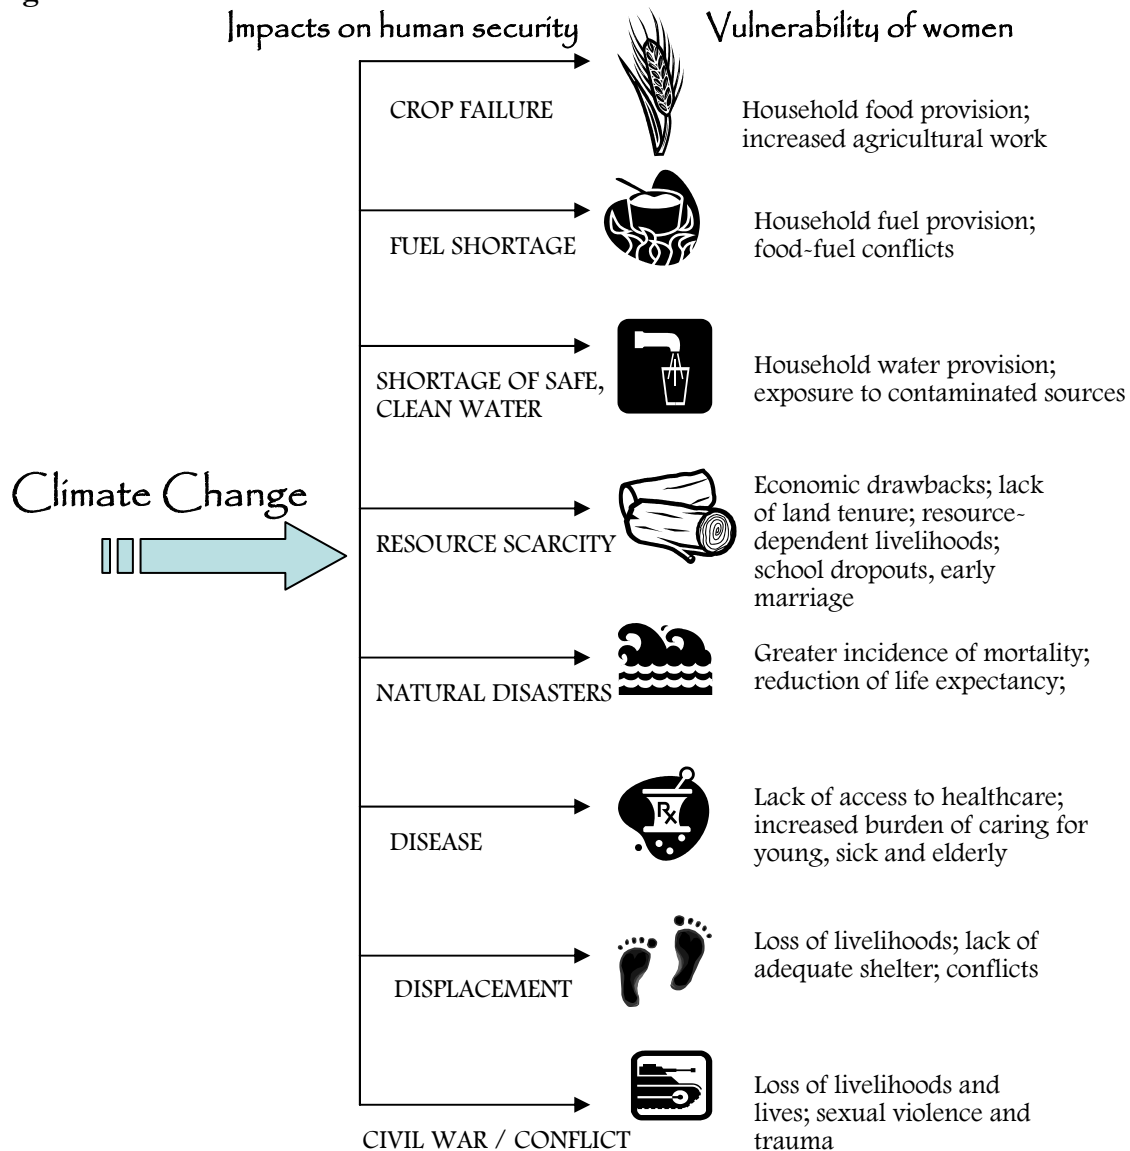 Impacts on human security
Vulnerability of women
CROP FAILURE
Household food provision;
increased agricultural work
FUEL SHORTAGE
Household fuel provision;
food-fuel conflicts
SHORTAGE OF SAFE,
CLEAN WATER
Household water provision;
exposure to contaminated sources
Climate Change
RESOURCE SCARCITY
Economic drawbacks; lack
of land tenure; resource-
dependent livelihoods;
school dropouts, early
marriage
NATURAL DISASTERS
Greater incidence of mortality;
reduction of life expectancy;
DISEASE
Rx
Lack of access to healthcare;
increased burden of caring for
young, sick and elderly
DISPLACEMENT
Loss of livelihoods; lack of
adequate shelter; conflicts
CIVIL WAR / CONFLICT
Loss of livelihoods and
lives; sexual violence and
trauma